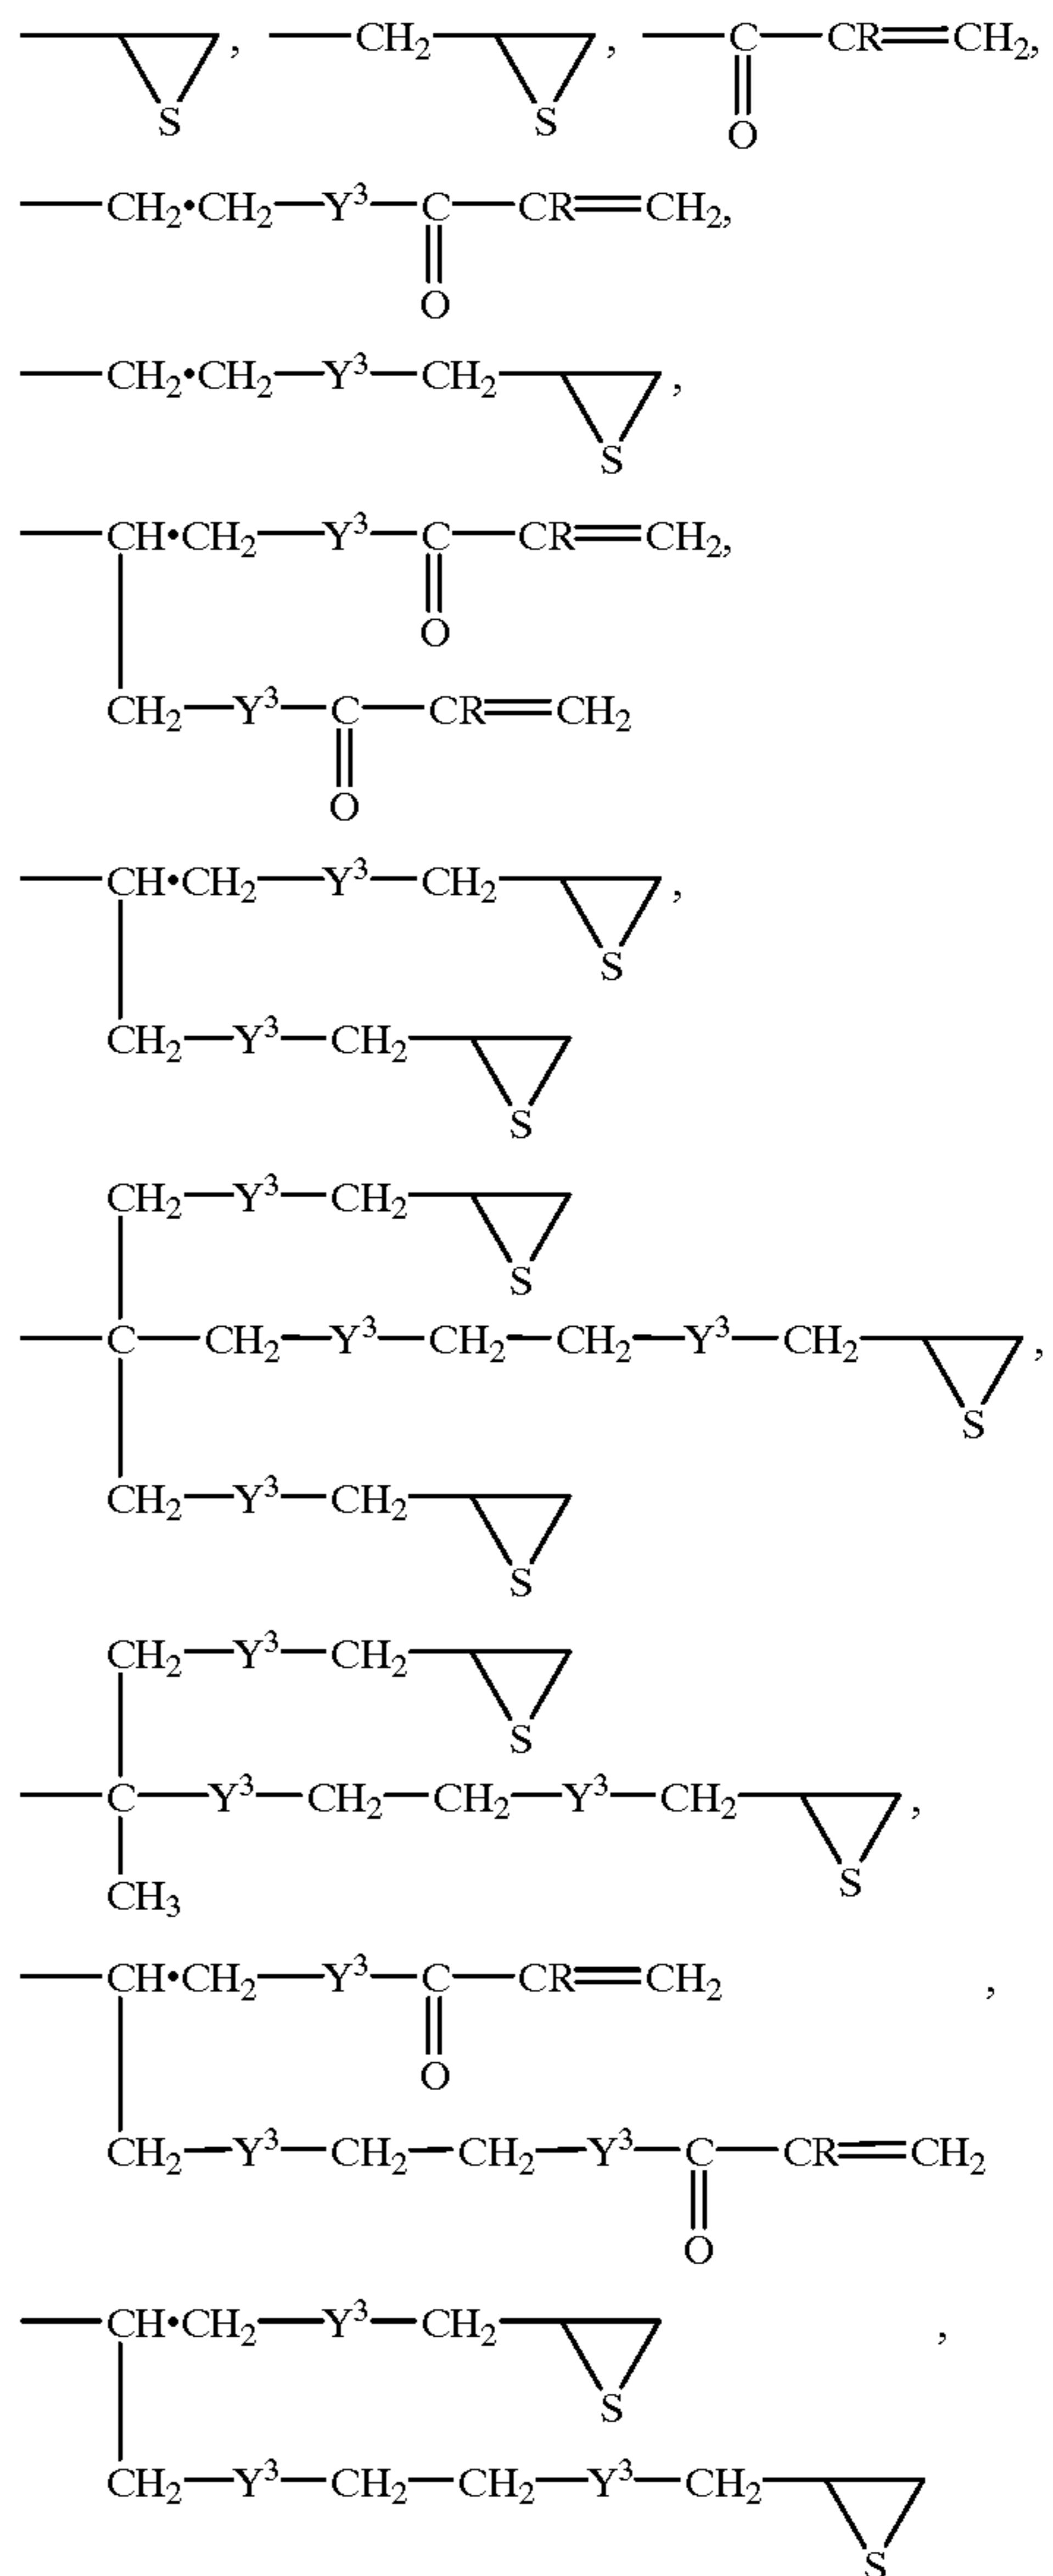 , CH₂ , C CR CH₂,
S S O
CH₂•CH₂ Y³ C CR CH₂,
O
CH₂•CH₂ Y³ CH₂ ,
S
CH•CH₂ Y³ C CR CH₂,
O
CH₂ Y³ C CR CH₂
O
CH•CH₂ Y³ CH₂ ,
S
CH₂ Y³ CH₂
S
CH₂ Y³ CH₂
S
C CH₂ Y³ CH₂ CH₂ Y³ CH₂ ,
S
CH₂ Y³ CH₂
S
CH₂ Y³ CH₂
S
C Y³ CH₂ CH₂ Y³ CH₂ ,
S
CH₃
CH•CH₂ Y³ C CR CH₂ ,
O
CH₂ Y³ CH₂ CH₂ Y³ C CR CH₂
O
CH•CH₂ Y³ CH₂ ,
S
CH₂ Y³ CH₂ CH₂ Y³ CH₂
S